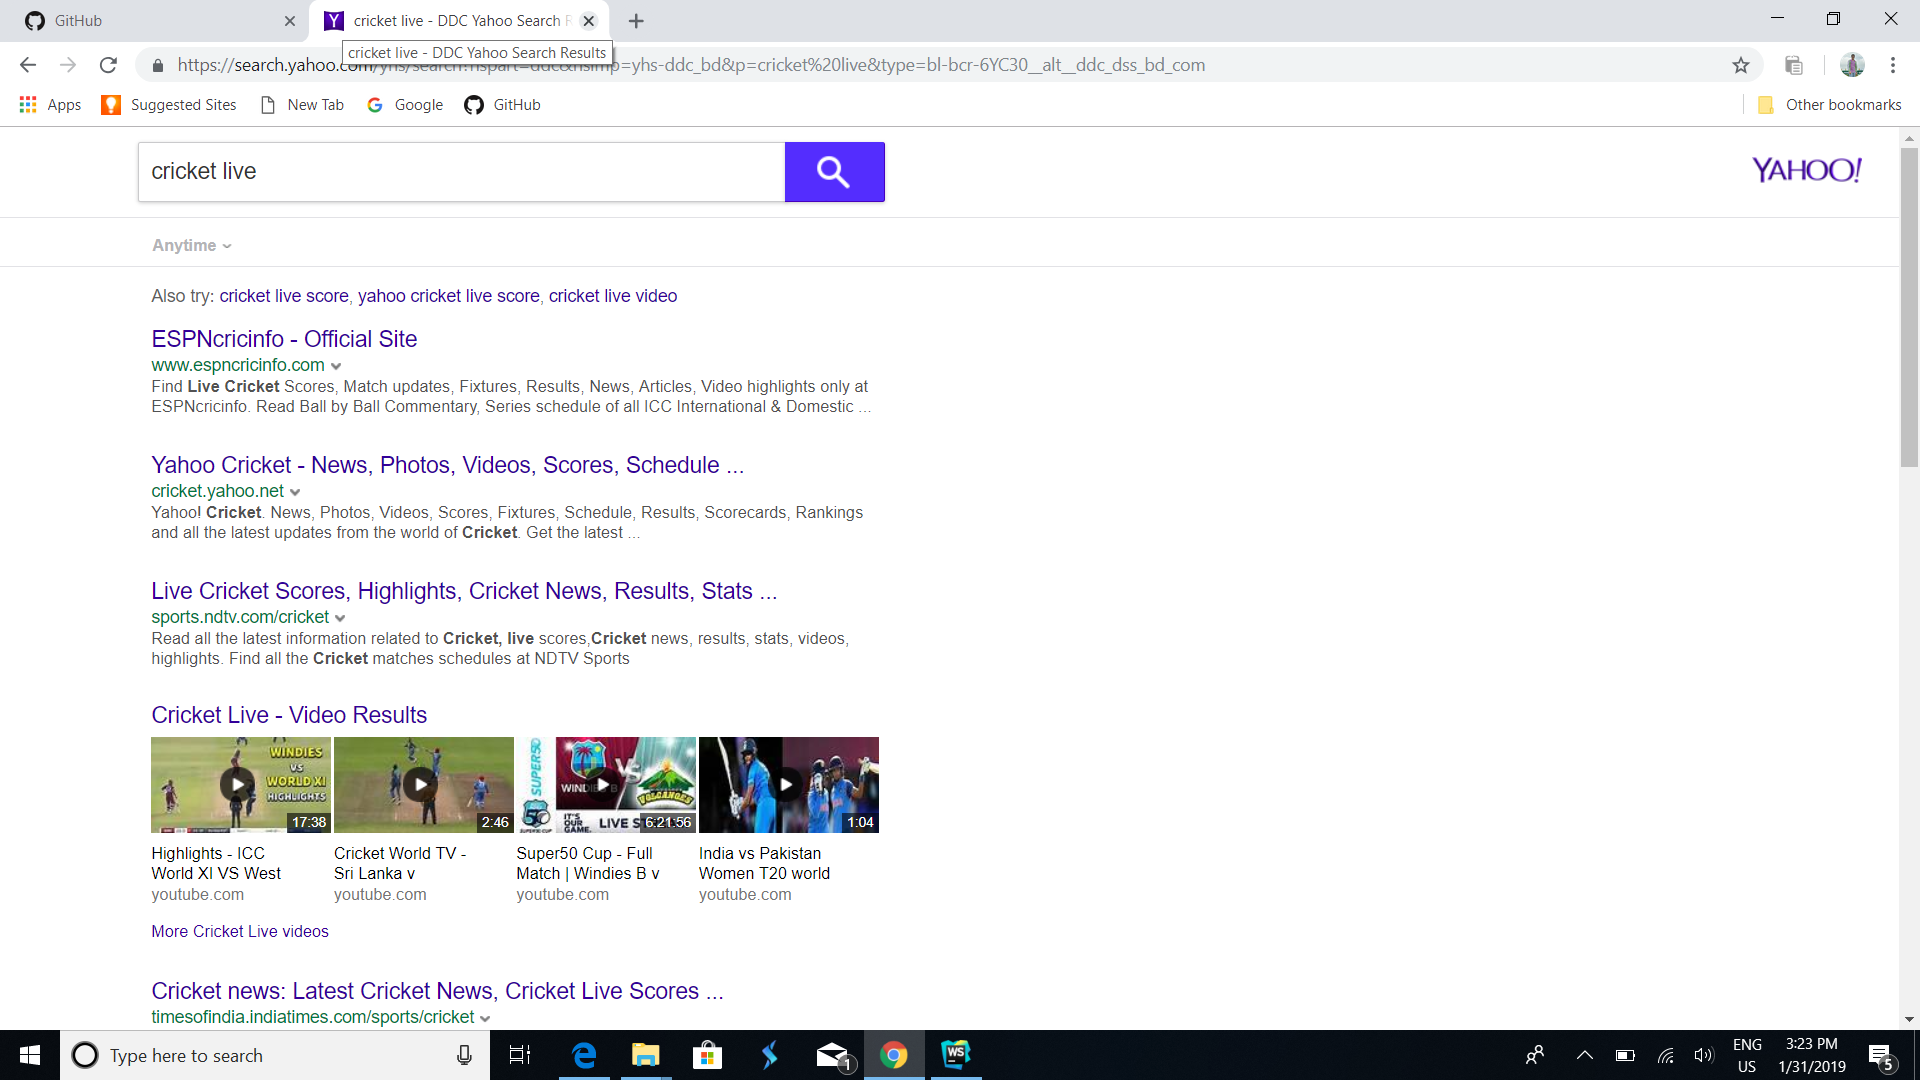 GitHub
cricket live - DDC Yahoo Search R
cricket live - DDC Yahoo Search Results
https://search.yahoo.com/yhs/search?hspart=ddc&hsimp=yhs-ddc_bd&p=cricket%20live&type=bl-bcr-6YC30__alt__ddc_dss_bd_com
Apps
Suggested Sites
New Tab
Google
GitHub
Other bookmarks
cricket live
YAHOO!
Anytime
Also try: cricket live score, yahoo cricket live score, cricket live video
ESPNcricinfo - Official Site
www.espncricinfo.com
Find Live Cricket Scores, Match updates, Fixtures, Results, News, Articles, Video highlights only at
ESPNcricinfo. Read Ball by Ball Commentary, Series schedule of all ICC International & Domestic ...
Yahoo Cricket - News, Photos, Videos, Scores, Schedule ...
cricket.yahoo.net
Yahoo! Cricket. News, Photos, Videos, Scores, Fixtures, Schedule, Results, Scorecards, Rankings
and all the latest updates from the world of Cricket. Get the latest ...
Live Cricket Scores, Highlights, Cricket News, Results, Stats ...
sports.ndtv.com/cricket
Read all the latest information related to Cricket, live scores,Cricket news, results, stats, videos,
highlights. Find all the Cricket matches schedules at NDTV Sports
Cricket Live - Video Results
WINDIES
VS
WORLD XI
HIGHLIGHTS
17:38
2:46
SUPER50
VS
WINDIES B
VOLCANOES
IT'S
OUR
GAME.
LIVE S
6:21:56
1:04
Highlights - ICC
World XI VS West
youtube.com
Cricket World TV -
Sri Lanka v
youtube.com
Super50 Cup - Full
Match | Windies B v
youtube.com
India vs Pakistan
Women T20 world
youtube.com
More Cricket Live videos
Cricket news: Latest Cricket News, Cricket Live Scores ...
timesofindia.indiatimes.com/sports/cricket
Type here to search
1
WS
ENG
US
3:23 PM
1/31/2019
5